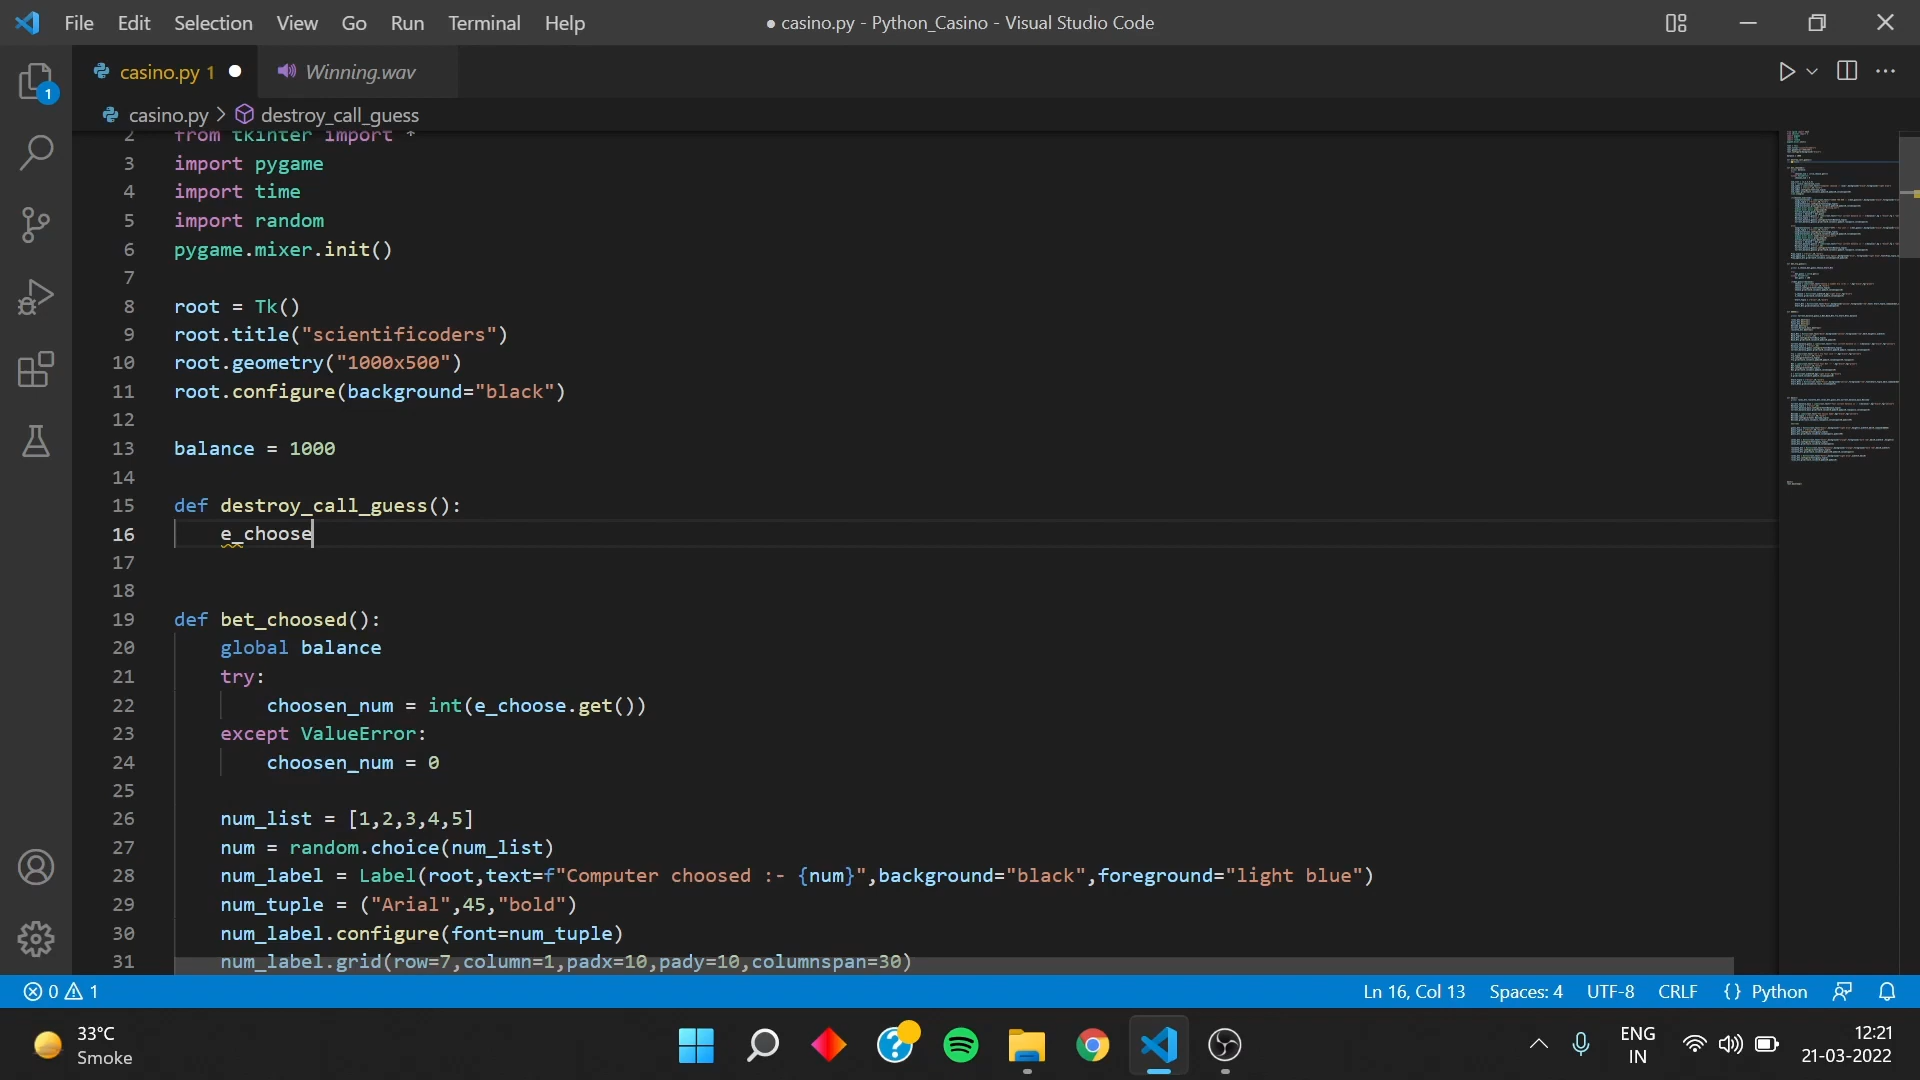 File Edit Selection View Go Run Terminal Help
● casino.py - Python_Casino - Visual Studio Code
casino.py 1 ●
Winning.wav
1
casino.py > destroy_call_guess
2 from tkinter import *
3 import pygame
4 import time
5 import random
6 pygame.mixer.init()
7
8 root = Tk()
9 root.title("scientificoders")
10 root.geometry("1000x500")
11 root.configure(background="black")
12
13 balance = 1000
14
15 def destroy_call_guess():
16 e_choose
17
18
19 def bet_choosed():
20 global balance
21 try:
22 choosen_num = int(e_choose.get())
23 except ValueError:
24 choosen_num = 0
25
26 num_list = [1,2,3,4,5]
27 num = random.choice(num_list)
28 num_label = Label(root,text=f"Computer choosed :- {num}",background="black",foreground="light blue")
29 num_tuple = ("Arial",45,"bold")
30 num_label.configure(font=num_tuple)
31 num_label.grid(row=7,column=1,padx=10,pady=10,columnspan=30)
0 1
Ln 16, Col 13 Spaces: 4 UTF-8 CRLF {} Python
33°C
Smoke
ENG
IN
12:21
21-03-2022